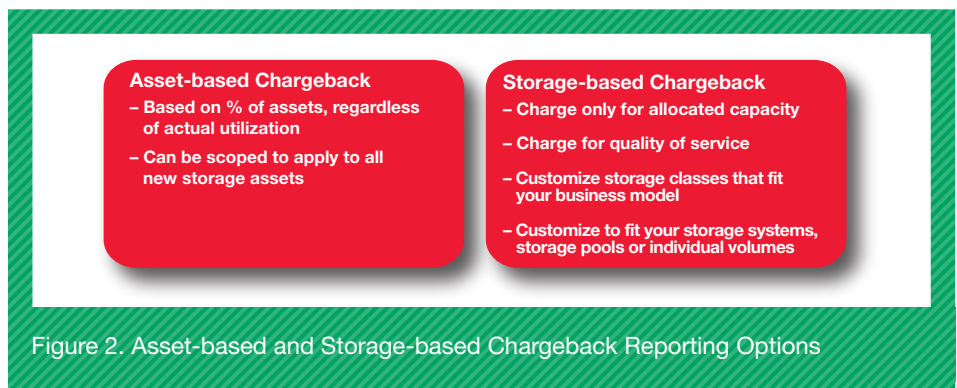 Asset-based Chargeback
– Based on % of assets, regardless
of actual utilization
– Can be scoped to apply to all
new storage assets
Storage-based Chargeback
– Charge only for allocated capacity
– Charge for quality of service
– Customize storage classes that fit
your business model
– Customize to fit your storage systems,
storage pools or individual volumes
Figure 2. Asset-based and Storage-based Chargeback Reporting Options